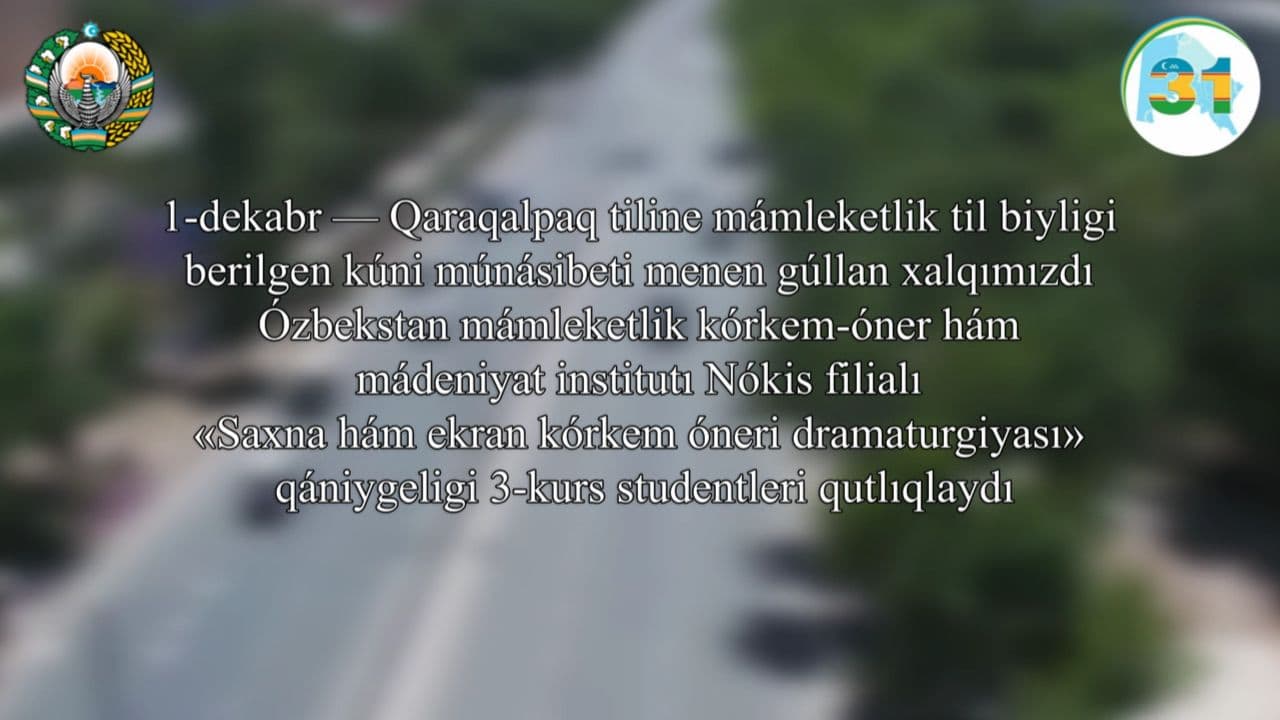 31
1-dekabr — Qaraqalpaq tiline mámleketlik til biyligi
berilgen kúni múnásibeti menen gúllan xalqımızdı
Ózbekstan mámleketlik kórkem-óner hám
mádeniyat institutı Nókis filialı
«Saxna hám ekran kórkem óneri dramaturgiyası»
qániygeligi 3-kurs studentleri qutlıqlaydı